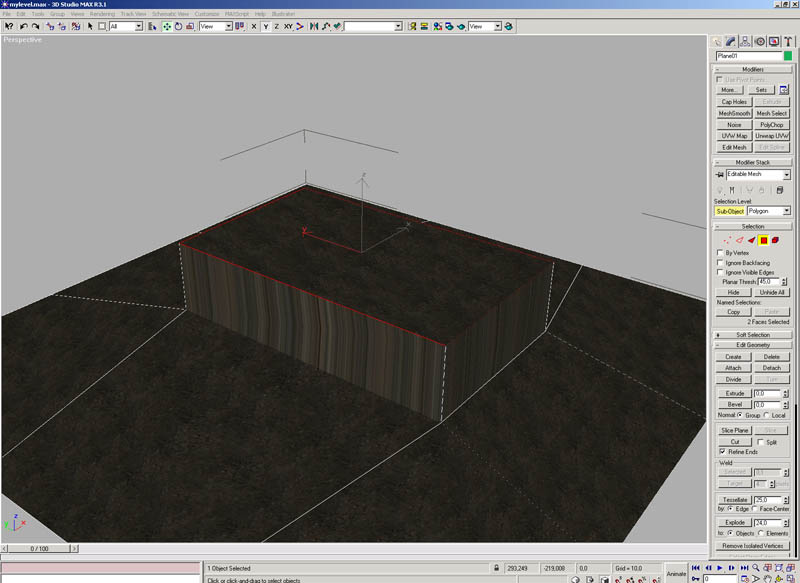 mylevel.max - 3D Studio MAX R3.1
File Edit Tools Group Views Rendering Track View Schematic View Customize MAXScript Help Illustrate!
All View X Y Z XY View
Perspective
Plane01
Modifiers
Use Pivot Points
More... Sets
Cap Holes Extrude
MeshSmooth Mesh Select
Noise PolyChop
UVW Map Unwrap UVW
Edit Mesh Edit Spline
Modifier Stack
Editable Mesh
Selection Level:
Sub-Object Polygon
Selection
By Vertex
Ignore Backfacing
Ignore Visible Edges
Planar Thresh: 45,0
Hide Unhide All
Named Selections:
Copy Paste
2 Faces Selected
Soft Selection
Edit Geometry
Create Delete
Attach Detach
Divide Turn
Extrude 0,0
Bevel 0,0
Normal: Group Local
Slice Plane Slice
Cut Split
Refine Ends
Weld
Selected 0,1
Target 4 pixels
Tessellate 25,0
by: Edge Face-Center
Explode 24,0
to: Objects Elements
Remove Isolated Vertices
z
x
y
z
y x
0 / 100
1 Object Selected 293,249 -219,008 0,0 Grid = 10,0 Animate
Click or click-and-drag to select objects 0